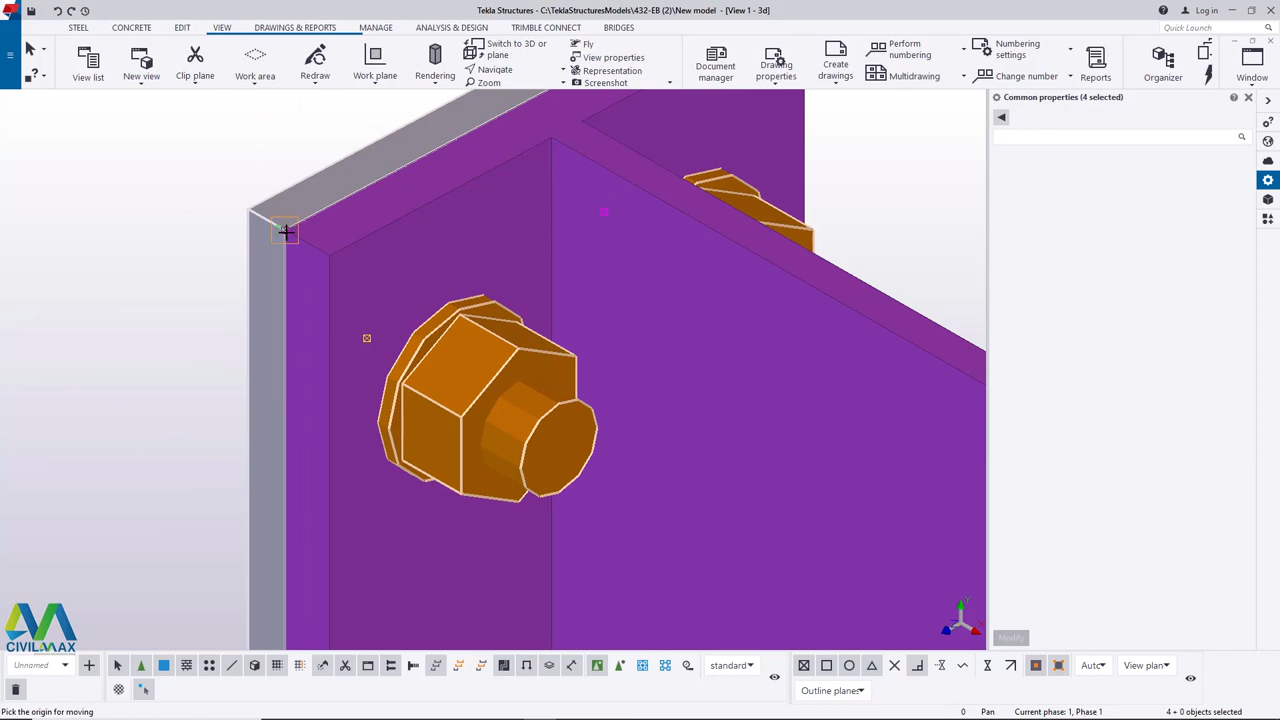 Tekla Structures - C:\TeklaStructuresModels\432-EB (2)\New model - [View 1 - 3d]
Log in
STEEL CONCRETE EDIT VIEW DRAWINGS & REPORTS MANAGE ANALYSIS & DESIGN TRIMBLE CONNECT BRIDGES
Quick Launch
View list
New view
Clip plane
Work area
Redraw
Work plane
Rendering
Switch to 3D or
plane
Navigate
Zoom
Fly
View properties
Representation
Screenshot
Document
manager
Drawing
properties
Create
drawings
Perform
numbering
Multidrawing
Numbering
settings
Change number
Reports
Window
Common properties (4 selected)
Modify
CIVILMAX
Unnamed
standard
Auto
View plan
Outline planes
Pick the origin for moving
0 Pan Current phase: 1, Phase 1 4 + 0 objects selected